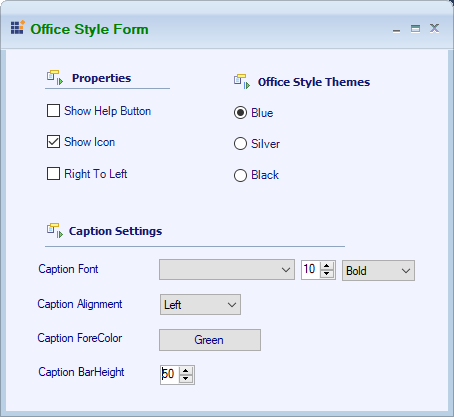 Office Style Form
Properties
Office Style Themes
Show Help Button
Blue
Show Icon
Silver
Right To Left
Black
Caption Settings
Caption Font 10 Bold
Caption Alignment Left
Caption ForeColor Green
Caption BarHeight 50